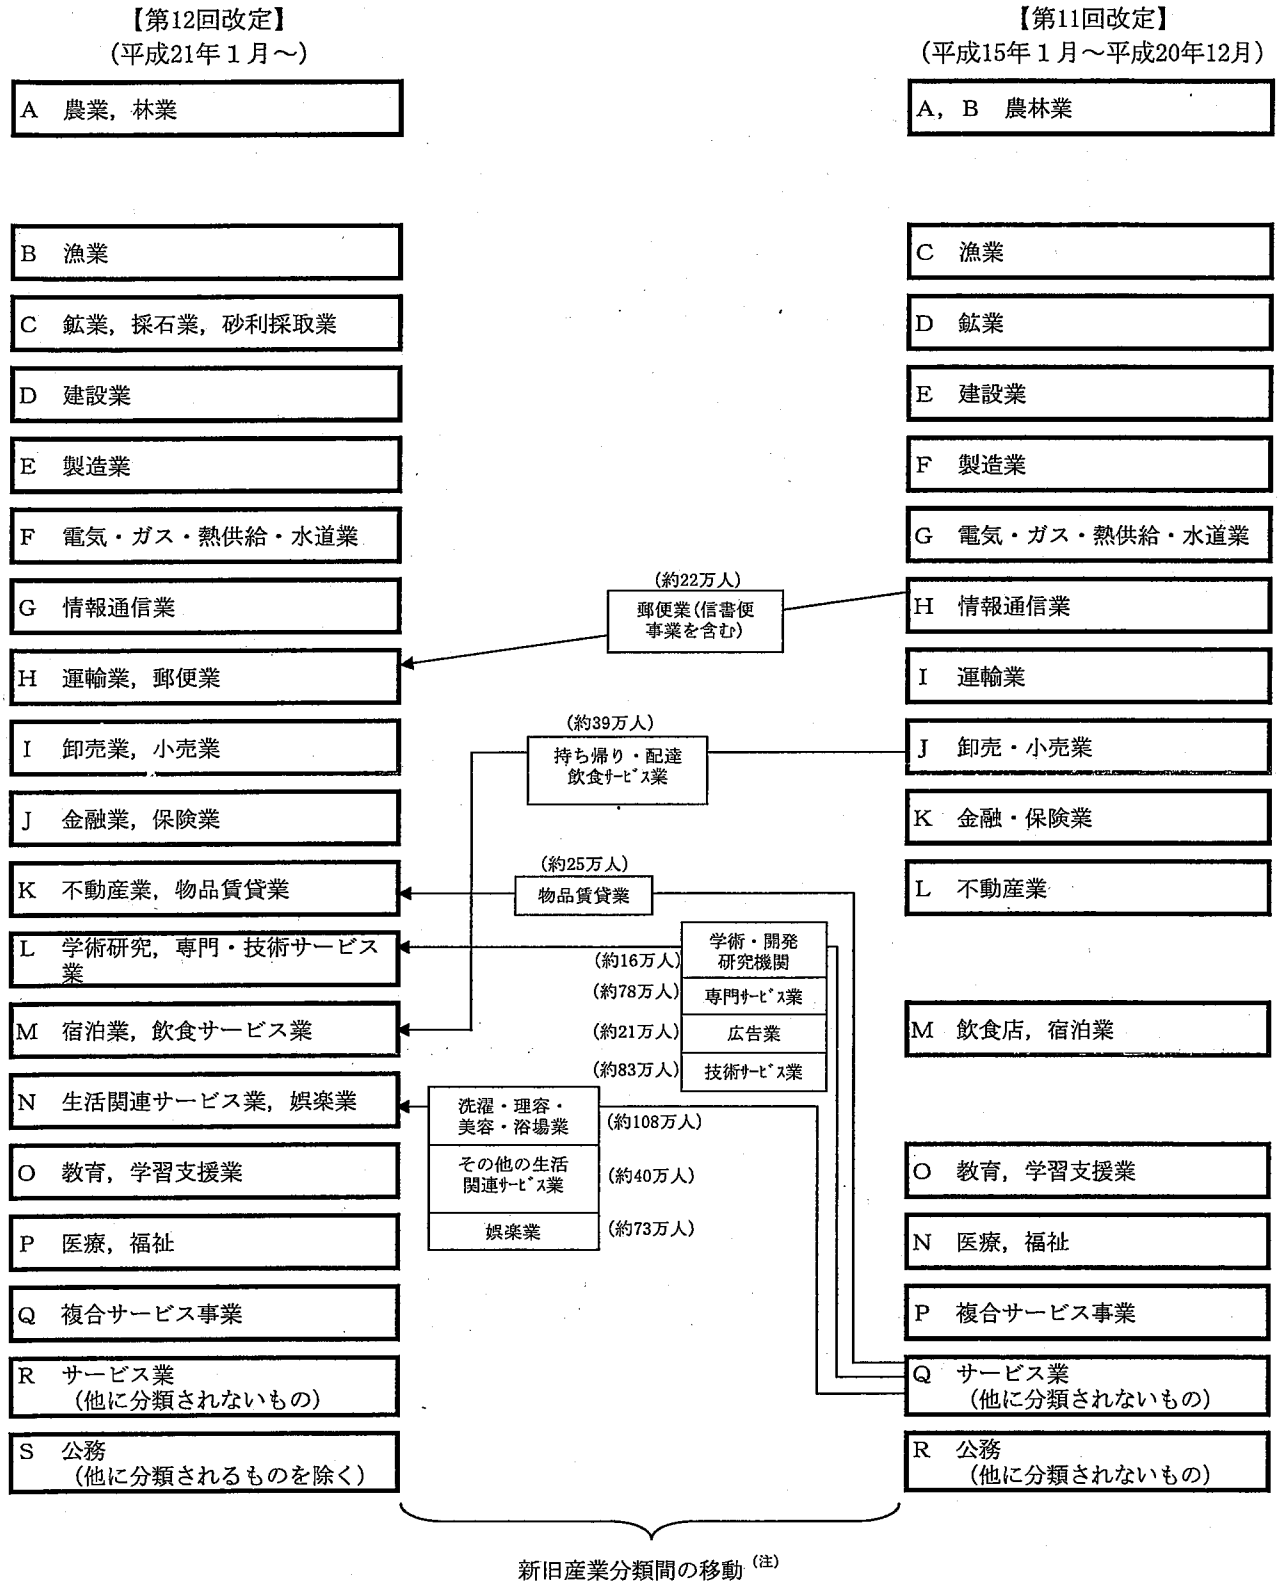 【第12回改定】
(平成21年1月～)
【第11回改定】
(平成15年1月～平成20年12月)
A 農業，林業
A，B 農林業
B 漁業
C 漁業
C 鉱業，採石業，砂利採取業
D 鉱業
D 建設業
E 建設業
E 製造業
F 製造業
F 電気・ガス・熱供給・水道業
G 電気・ガス・熱供給・水道業
G 情報通信業
(約22万人)
郵便業(信書便
事業を含む)
H 情報通信業
H 運輸業，郵便業
I 運輸業
I 卸売業，小売業
(約39万人)
持ち帰り・配達
飲食ｻｰﾋﾞｽ業
J 卸売・小売業
J 金融業，保険業
K 金融・保険業
K 不動産業，物品賃貸業
(約25万人)
物品賃貸業
L 不動産業
L 学術研究，専門・技術サービス
業
学術・開発
研究機関
(約16万人)
(約78万人)
専門ｻｰﾋﾞｽ業
(約21万人)
広告業
(約83万人)
技術ｻｰﾋﾞｽ業
M 宿泊業，飲食サービス業
M 飲食店，宿泊業
N 生活関連サービス業，娯楽業
洗濯・理容・
美容・浴場業
(約108万人)
その他の生活
関連ｻｰﾋﾞｽ業
(約40万人)
娯楽業
(約73万人)
O 教育，学習支援業
O 教育，学習支援業
P 医療，福祉
N 医療，福祉
Q 複合サービス事業
P 複合サービス事業
R サービス業
(他に分類されないもの)
Q サービス業
(他に分類されないもの)
S 公務
(他に分類されるものを除く)
R 公務
(他に分類されないもの)
新旧産業分類間の移動(注)